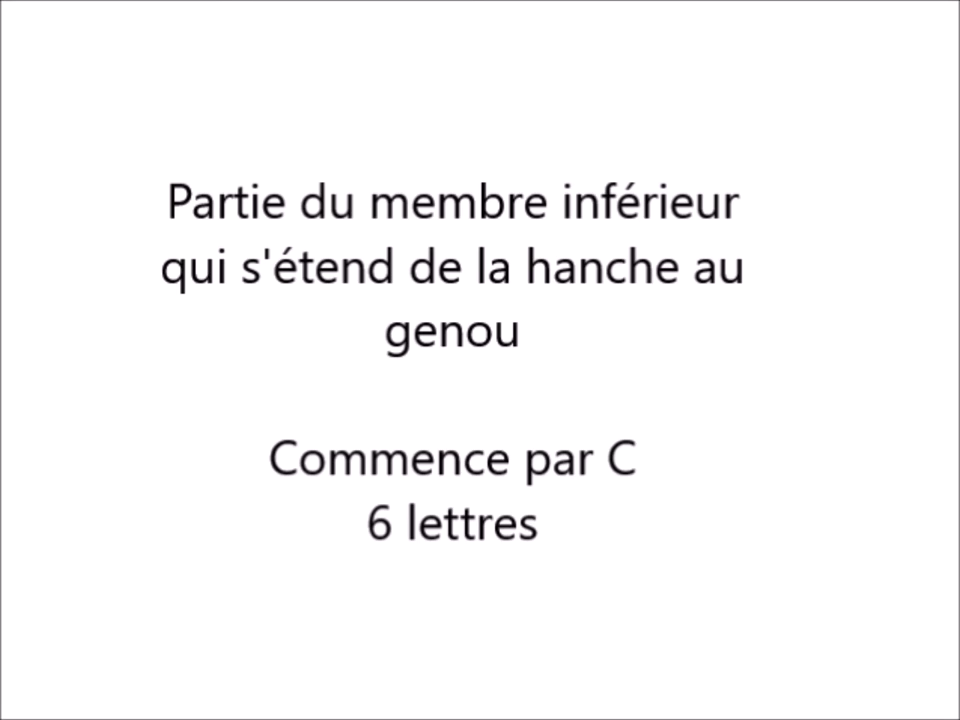 Partie du membre inférieur
qui s'étend de la hanche au
genou
Commence par C
6 lettres